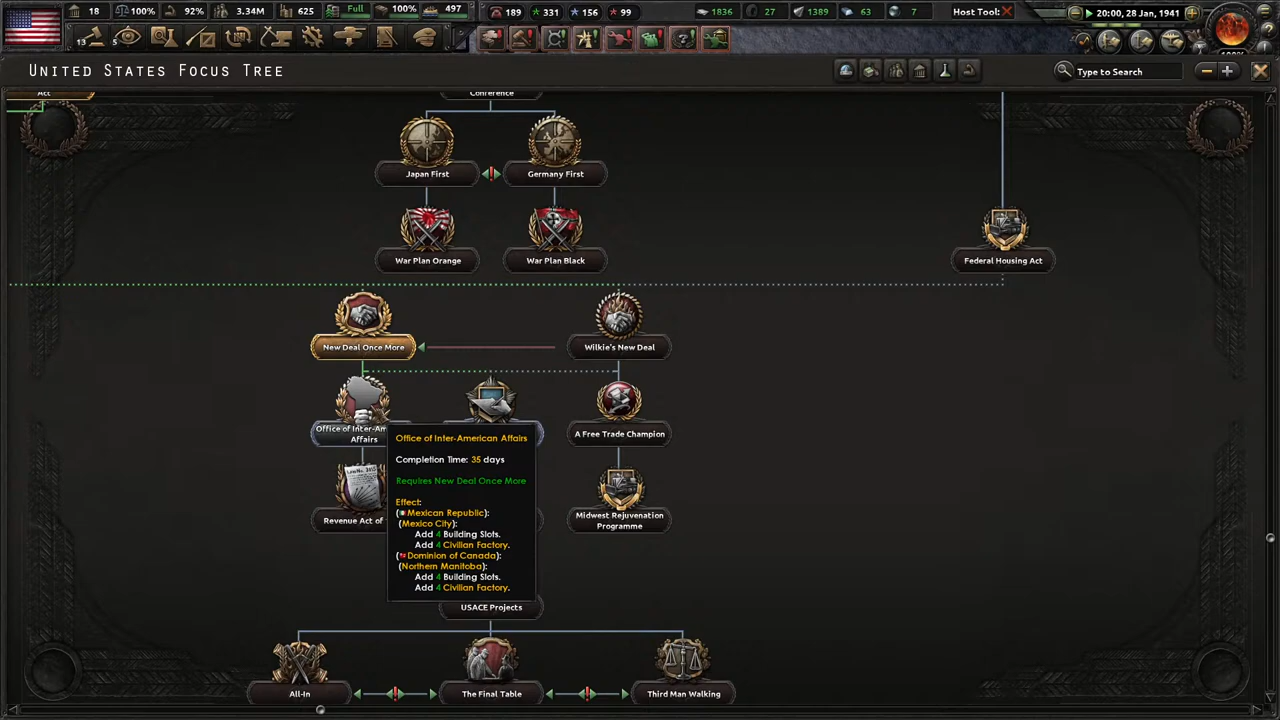 18
100%
92%
3.34M
625
Full
100%
497
189
331
156
99
1836
27
1389
63
7
Host Tool:
20:00, 28 Jan, 1941
13
5
100%
United States Focus Tree
Type to Search
Act
Conference
Japan First
Germany First
War Plan Orange
War Plan Black
Federal Housing Act
New Deal Once More
Wilkie's New Deal
Office of Inter-Am
Affairs
A Free Trade Champion
Revenue Act of
Midwest Rejuvenation
Programme
Office of Inter-American Affairs
Completion Time: 35 days
Requires New Deal Once More
Effect:
(Mexican Republic):
(Mexico City):
Add 4 Building Slots.
Add 4 Civilian Factory.
(Dominion of Canada):
(Northern Manitoba):
Add 4 Building Slots.
Add 4 Civilian Factory.
USACE Projects
All-In
The Final Table
Third Man Walking